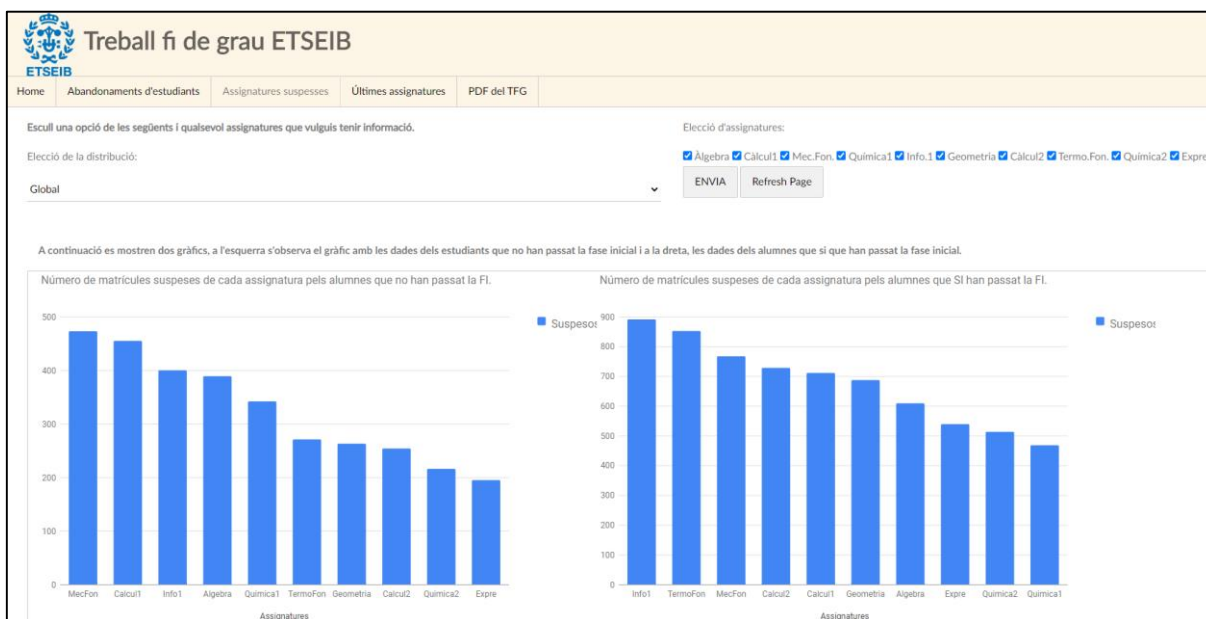 Treball fi de grau ETSEIB
ETSEIB
Home Abandonaments d'estudiants Assignatures suspeses Últimes assignatures PDF del TFG
Escull una opció de les següents i qualsevol assignatures que vulguis tenir informació.
Elecció de la distribució:
Global
Elecció d'assignatures:
Àlgebra Càlcul1 Mec.Fon. Química1 Info.1 Geometria Càlcul2 Termo.Fon. Química2 Expre
ENVIA Refresh Page
A continuació es mostren dos gràfics, a l'esquerra s'observa el gràfic amb les dades dels estudiants que no han passat la fase inicial i a la dreta, les dades dels alumnes que si que han passat la fase inicial.
Número de matrícules suspeses de cada assignatura pels alumnes que no han passat la FI.
500
400
300
200
100
0
Suspesos
MecFon Calcul1 Info1 Algebra Quimica1 TermoFon Geometria Calcul2 Quimica2 Expre
Assignatures
Número de matrícules suspeses de cada assignatura pels alumnes que SI han passat la FI.
900
800
700
600
500
400
300
200
100
0
Suspesos
Info1 TermoFon MecFon Calcul2 Calcul1 Geometria Algebra Expre Quimica2 Quimica1
Assignatures